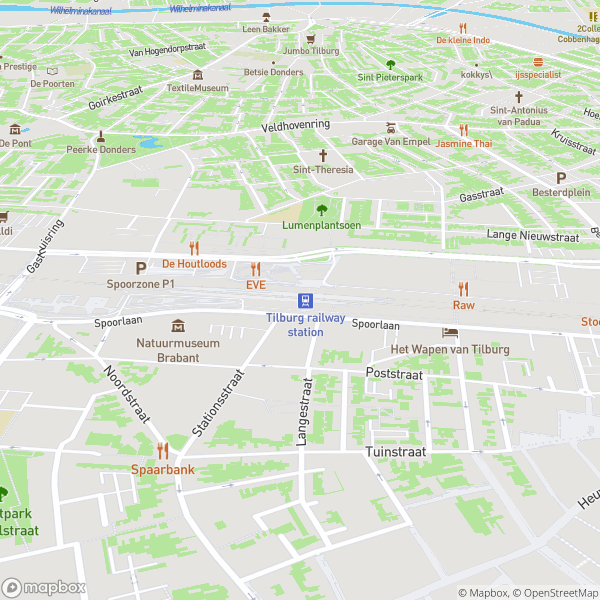 Wilhelminakanaal
Wilhelminakanaal
Leen Bakker
2Colle
Cobbenhag
De kleine Indo
Van Hogendorpstraat
Jumbo Tilburg
Prestige
De Poorten
Betsie Donders
Sint Pieterspark
kokkys\
ijsspecialist
TextileMuseum
Goirkestraat
Sint-Antonius
van Padua
Hoe
Veldhovenring
Kruisstraat
De Pont
Peerke Donders
Garage Van Empel
Jasmine Thai
Sint-Theresia
Besterdplein
Gasstraat
Lumenplantsoen
Lange Nieuwstraat
ldi
Gasthuisring
De Houtloods
Spoorzone P1
EVE
Raw
Tilburg railway
station
Spoorlaan
Spoorlaan
Stoo
Natuurmuseum
Brabant
Het Wapen van Tilburg
Poststraat
Noordstraat
Stationsstraat
Langestraat
Tuinstraat
Spaarbank
Heu
tpark
lstraat
mapbox
© Mapbox, © OpenStreetMap